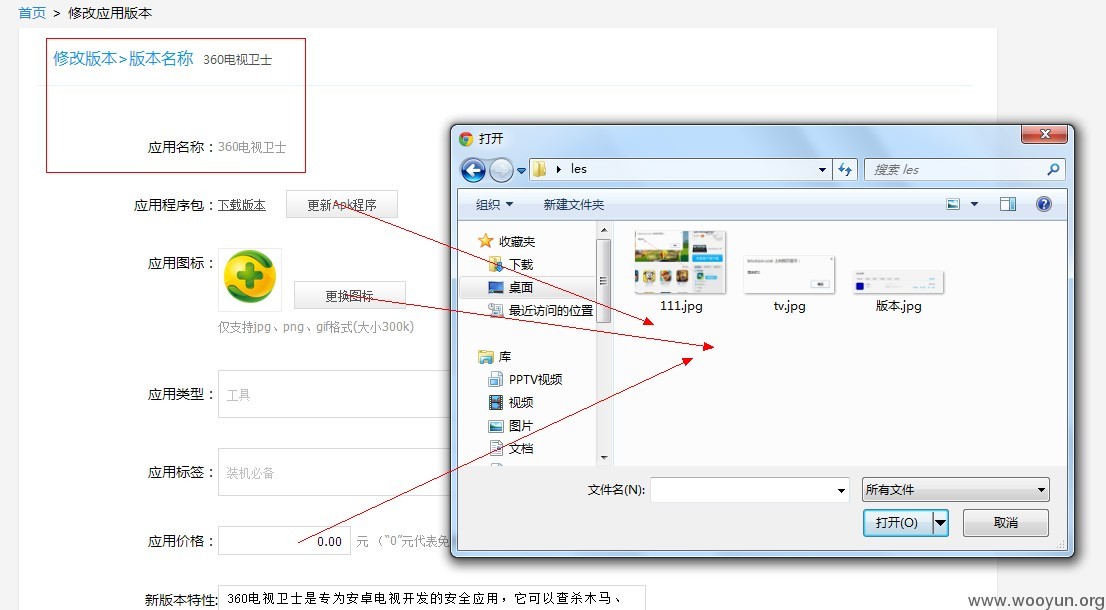 首页 > 修改应用版本
修改版本>版本名称 360电视卫士
应用名称：360电视卫士
应用程序包：下载版本 更新Apk程序
应用图标：
更换图标
仅支持jpg、png、gif格式(大小300k)
应用类型：工具
应用标签：装机必备
应用价格：0.00 元（“0”元代表免
新版本特性:360电视卫士是专为安卓电视开发的安全应用，它可以查杀木马、
打开
les
搜索 les
组织 新建文件夹
收藏夹
下载
桌面
最近访问的位置
库
PPTV视频
视频
图片
文档
111.jpg tv.jpg 版本.jpg
文件名(N): 所有文件
打开(O) 取消
www.wooyun.org